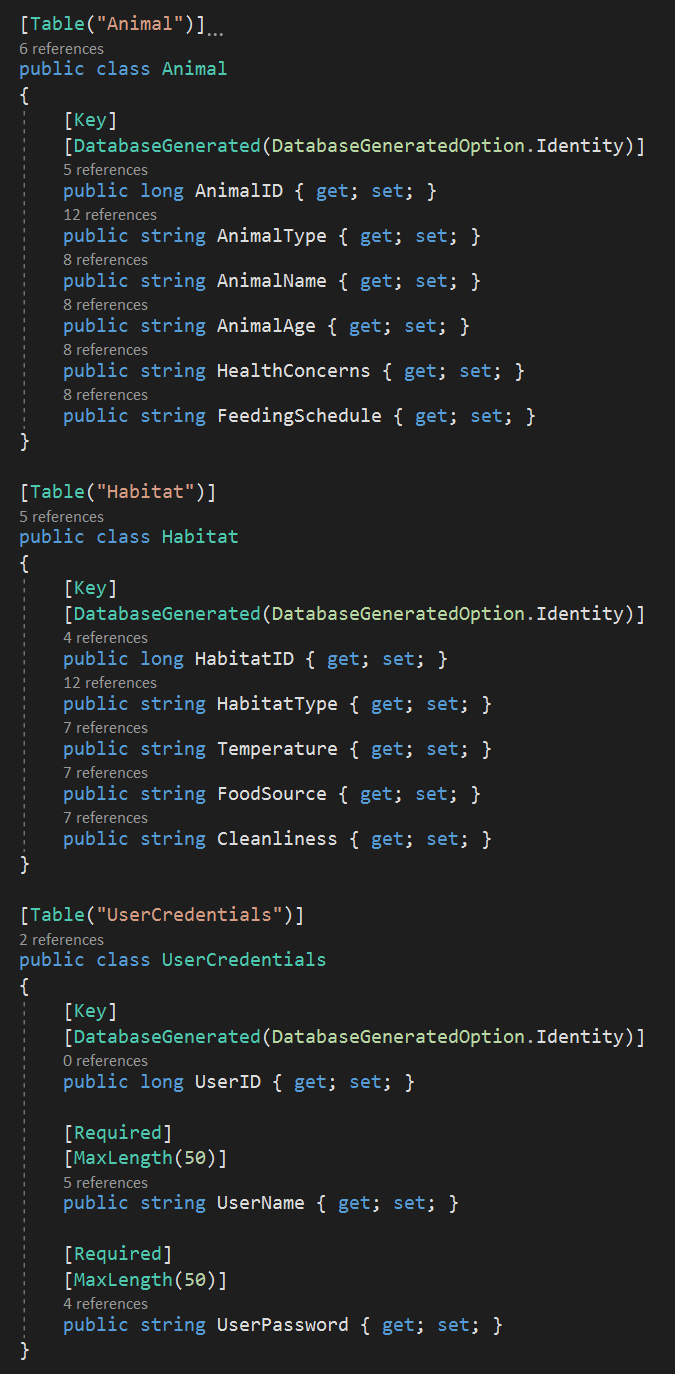 [Table("Animal")]...
6 references
public class Animal
{
[Key]
[DatabaseGenerated(DatabaseGeneratedOption.Identity)]
5 references
public long AnimalID { get; set; }
12 references
public string AnimalType { get; set; }
8 references
public string AnimalName { get; set; }
8 references
public string AnimalAge { get; set; }
8 references
public string HealthConcerns { get; set; }
8 references
public string FeedingSchedule { get; set; }
}
[Table("Habitat")]
5 references
public class Habitat
{
[Key]
[DatabaseGenerated(DatabaseGeneratedOption.Identity)]
4 references
public long HabitatID { get; set; }
12 references
public string HabitatType { get; set; }
7 references
public string Temperature { get; set; }
7 references
public string FoodSource { get; set; }
7 references
public string Cleanliness { get; set; }
}
[Table("UserCredentials")]
2 references
public class UserCredentials
{
[Key]
[DatabaseGenerated(DatabaseGeneratedOption.Identity)]
0 references
public long UserID { get; set; }
[Required]
[MaxLength(50)]
5 references
public string UserName { get; set; }
[Required]
[MaxLength(50)]
4 references
public string UserPassword { get; set; }
}